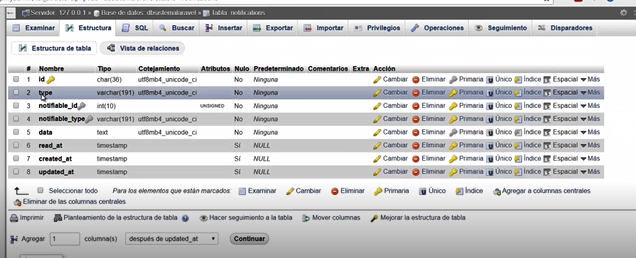 Servidor: 127.0.0.1 » Base de datos: dbsistemalaravel » Tabla: notifications
Examinar Estructura SQL Buscar Insertar Exportar Importar Privilegios Operaciones Seguimiento Disparadores
Estructura de tabla Vista de relaciones
# Nombre Tipo Cotejamiento Atributos Nulo Predeterminado Comentarios Extra Acción
1 id char(36) utf8mb4_unicode_ci No Ninguna Cambiar Eliminar Primaria Único Índice Espacial Más
2 type varchar(191) utf8mb4_unicode_ci No Ninguna Cambiar Eliminar Primaria Único Índice Espacial Más
3 notifiable_id int(10) UNSIGNED No Ninguna Cambiar Eliminar Primaria Único Índice Espacial Más
4 notifiable_type varchar(191) utf8mb4_unicode_ci No Ninguna Cambiar Eliminar Primaria Único Índice Espacial Más
5 data text utf8mb4_unicode_ci No Ninguna Cambiar Eliminar Primaria Único Índice Espacial Más
6 read_at timestamp Sí NULL Cambiar Eliminar Primaria Único Índice Espacial Más
7 created_at timestamp Sí NULL Cambiar Eliminar Primaria Único Índice Espacial Más
8 updated_at timestamp Sí NULL Cambiar Eliminar Primaria Único Índice Espacial Más
Seleccionar todo Para los elementos que están marcados: Examinar Cambiar Eliminar Primaria Único Índice Agregar a columnas centrales
Eliminar de las columnas centrales
Imprimir Planteamiento de la estructura de tabla Hacer seguimiento a la tabla Mover columnas Mejorar la estructura de tabla
Agregar 1 columna(s) después de updated_at Continuar